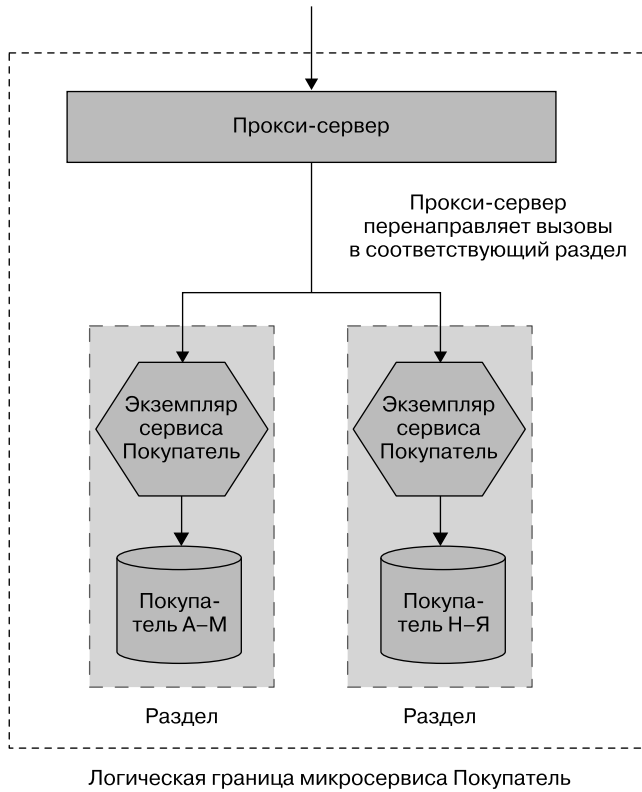 Прокси-сервер
Прокси-сервер
перенаправляет вызовы
в соответствующий раздел
Экземпляр
сервиса
Покупатель
Экземпляр
сервиса
Покупатель
Покупа-
тель А–М
Покупа-
тель Н–Я
Раздел
Раздел
Логическая граница микросервиса Покупатель